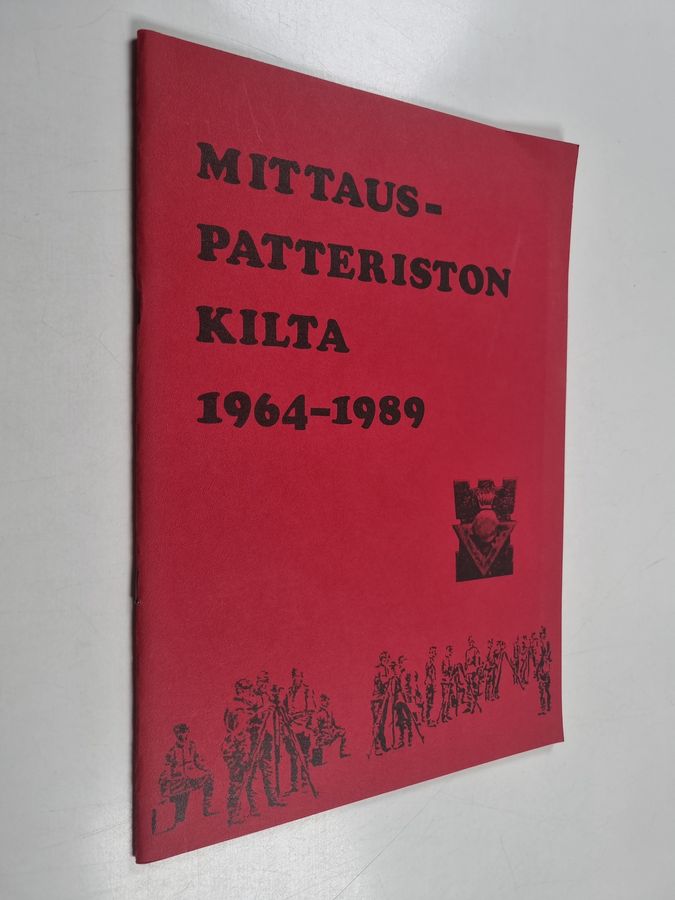 MITTAUS-
PATTERISTON
KILTA
1964-1989